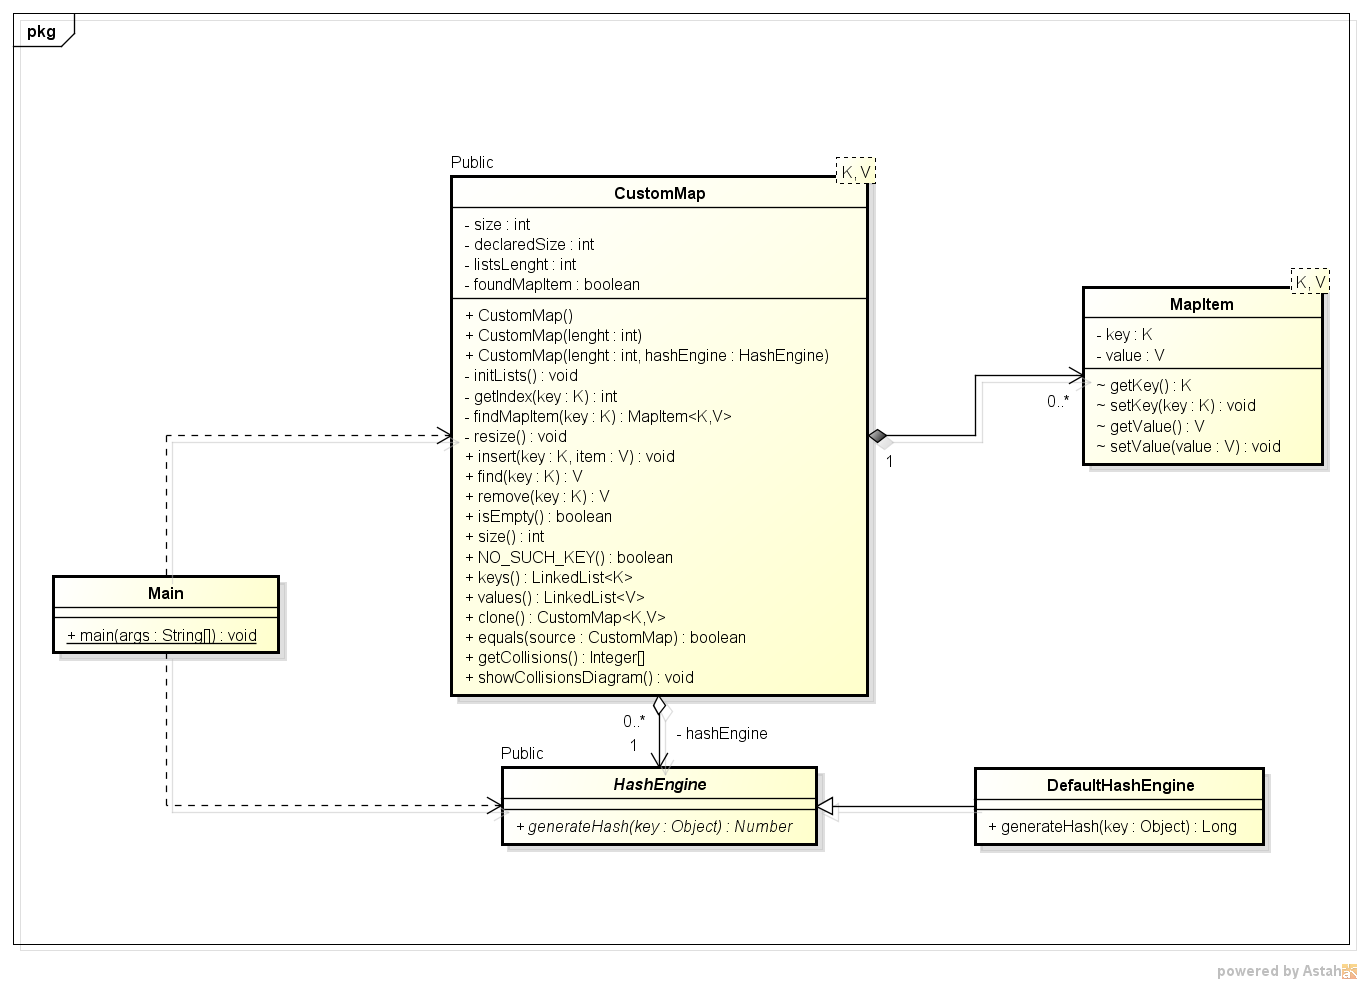 pkg
Public
K, V
CustomMap
- size : int
- declaredSize : int
- listsLenght : int
- foundMapItem : boolean
+ CustomMap()
+ CustomMap(lenght : int)
+ CustomMap(lenght : int, hashEngine : HashEngine)
- initLists() : void
- getIndex(key : K) : int
- findMapItem(key : K) : MapItem<K,V>
- resize() : void
+ insert(key : K, item : V) : void
+ find(key : K) : V
+ remove(key : K) : V
+ isEmpty() : boolean
+ size() : int
+ NO_SUCH_KEY() : boolean
+ keys() : LinkedList<K>
+ values() : LinkedList<V>
+ clone() : CustomMap<K,V>
+ equals(source : CustomMap) : boolean
+ getCollisions() : Integer[]
+ showCollisionsDiagram() : void
K, V
MapItem
- key : K
- value : V
~ getKey() : K
~ setKey(key : K) : void
~ getValue() : V
~ setValue(value : V) : void
0..*
1
Main
+ main(args : String[]) : void
0..*
1
- hashEngine
Public
HashEngine
+ generateHash(key : Object) : Number
DefaultHashEngine
+ generateHash(key : Object) : Long
powered by Astah